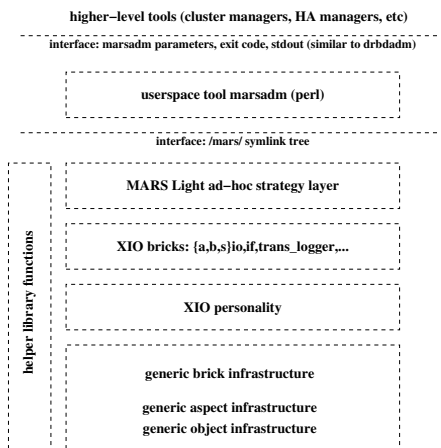 higher−level tools (cluster managers, HA managers, etc)
interface: marsadm parameters, exit code, stdout (similar to drbdadm)
userspace tool marsadm (perl)
interface: /mars/ symlink tree
MARS Light ad−hoc strategy layer
helper library functions
XIO bricks: {a,b,s}io,if,trans_logger,...
XIO personality
generic brick infrastructure
generic aspect infrastructure
generic object infrastructure